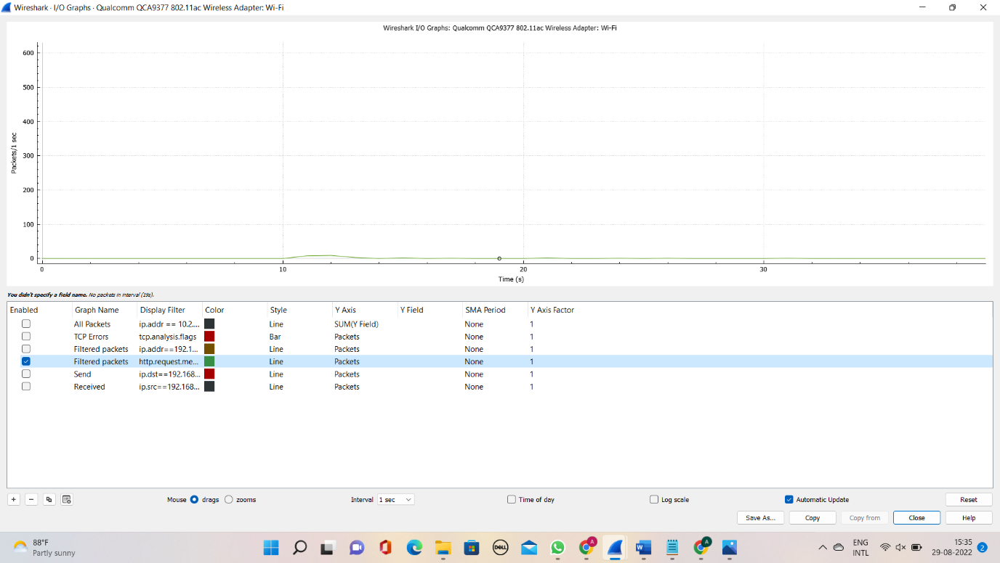 Wireshark · I/O Graphs · Qualcomm QCA9377 802.11ac Wireless Adapter: Wi-Fi
Wireshark I/O Graphs: Qualcomm QCA9377 802.11ac Wireless Adapter: Wi-Fi
600
500
400
300
200
100
0
Packets/1 sec
0 10 20 30
Time (s)
You didn't specify a field name. No packets in interval (19s).
Enabled Graph Name Display Filter Color Style Y Axis Y Field SMA Period Y Axis Factor
All Packets ip.addr == 10.2.... Line SUM(Y Field) None 1
TCP Errors tcp.analysis.flags Bar Packets None 1
Filtered packets ip.addr==192.1... Line Packets None 1
Filtered packets http.request.me... Line Packets None 1
Send ip.dst==192.168... Line Packets None 1
Received ip.src==192.168... Line Packets None 1
+ − Mouse drags zooms Interval 1 sec Time of day Log scale Automatic Update Reset
Save As... Copy Copy from Close Help
88°F
Partly sunny
DELL
W
A
A
ENG
INTL
15:35
29-08-2022
2